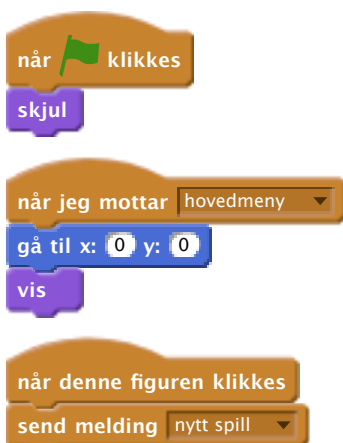 når klikkes
skjul
når jeg mottar hovedmeny
gå til x: 0 y: 0
vis
når denne figuren klikkes
send melding nytt spill